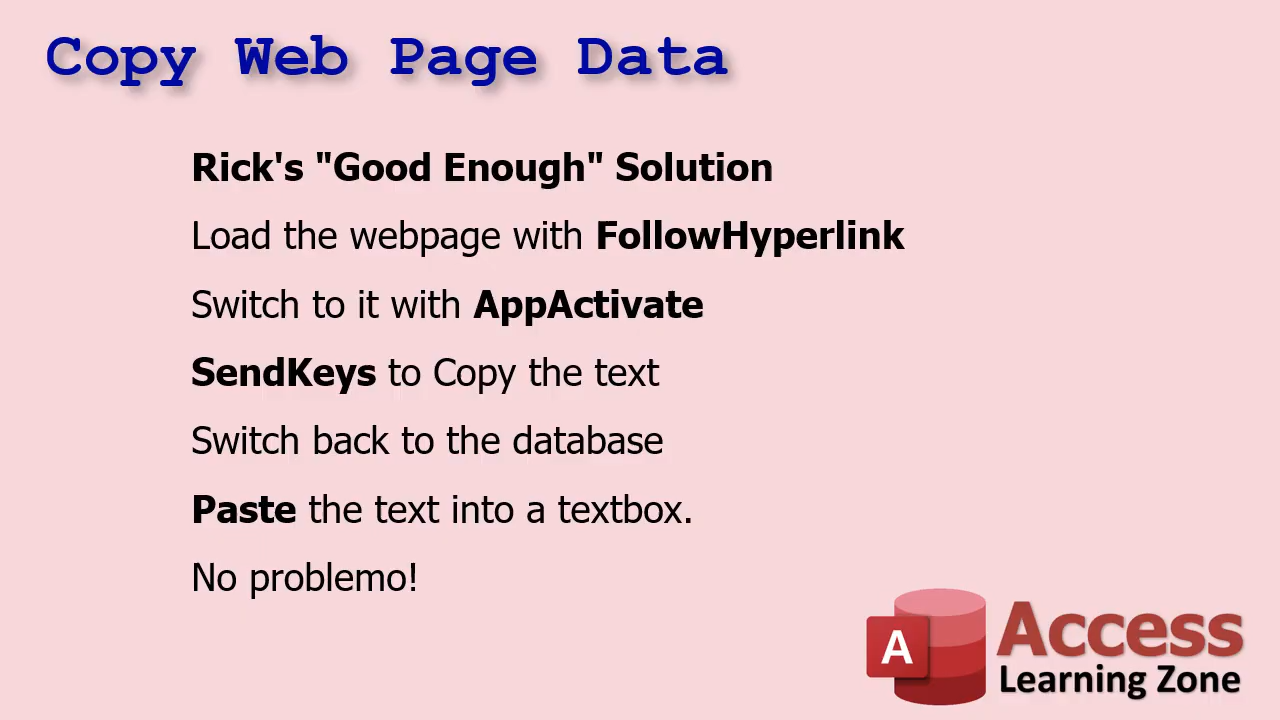 Copy Web Page Data
Rick's "Good Enough" Solution
Load the webpage with FollowHyperlink
Switch to it with AppActivate
SendKeys to Copy the text
Switch back to the database
Paste the text into a textbox.
No problemo!
A
Access
Learning Zone